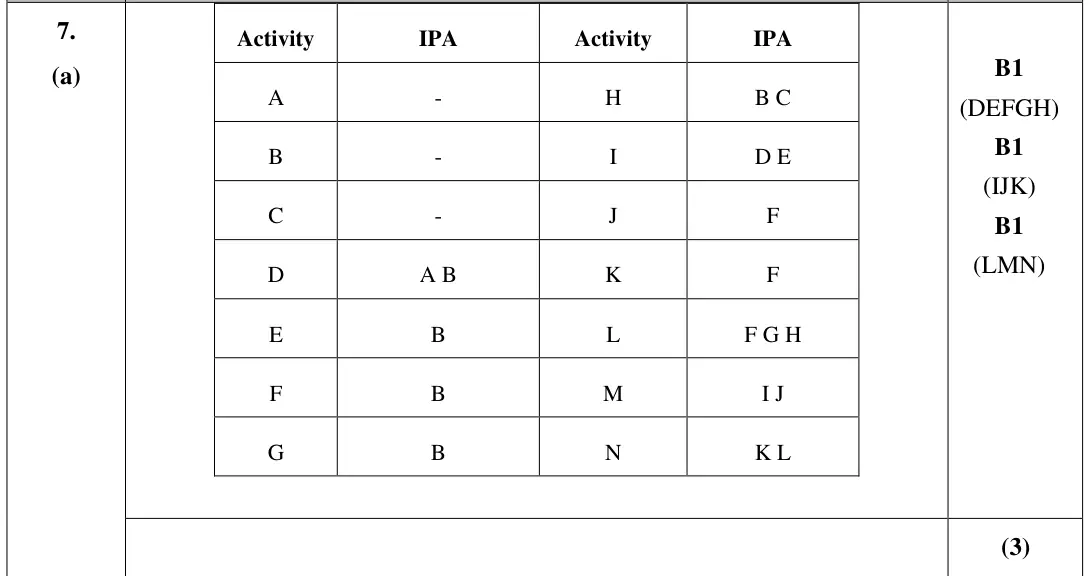 7.
(a)
Activity IPA Activity IPA
A - H B C
B - I D E
C - J F
D A B K F
E B L F G H
F B M I J
G B N K L
B1
(DEFGH)
B1
(IJK)
B1
(LMN)
(3)